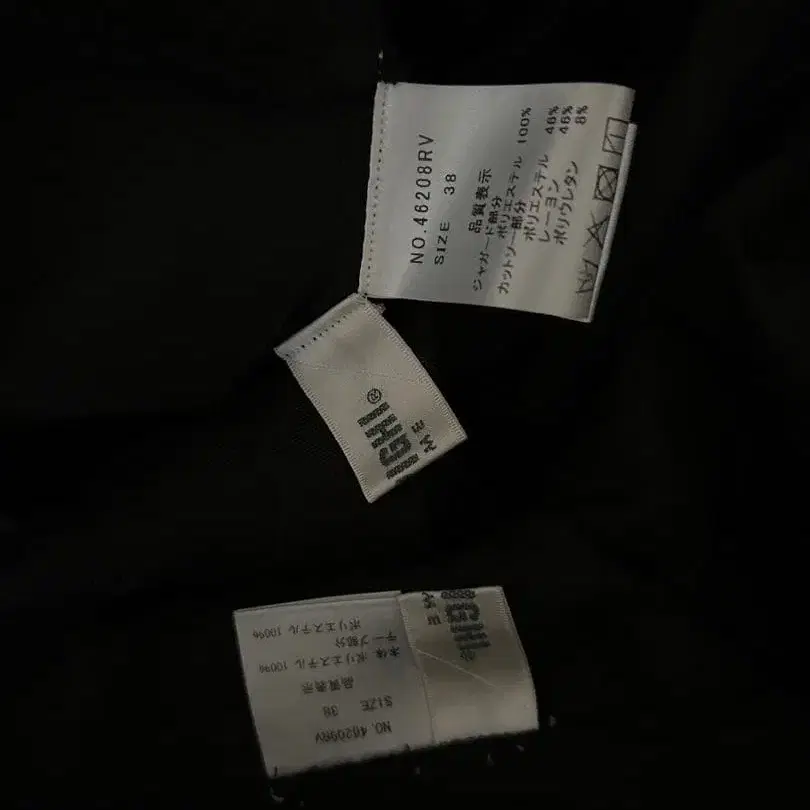 NO.46208RV
SIZE 38
品質表示
ジャガード部分
ポリエステル 100%
カットソー部分
ポリエステル 46%
レーヨン 46%
ポリウレタン 8%
NO.46209RV
SIZE 38
品質表示
本体 ポリエステル 100%
テープ部分
ポリエステル 100%